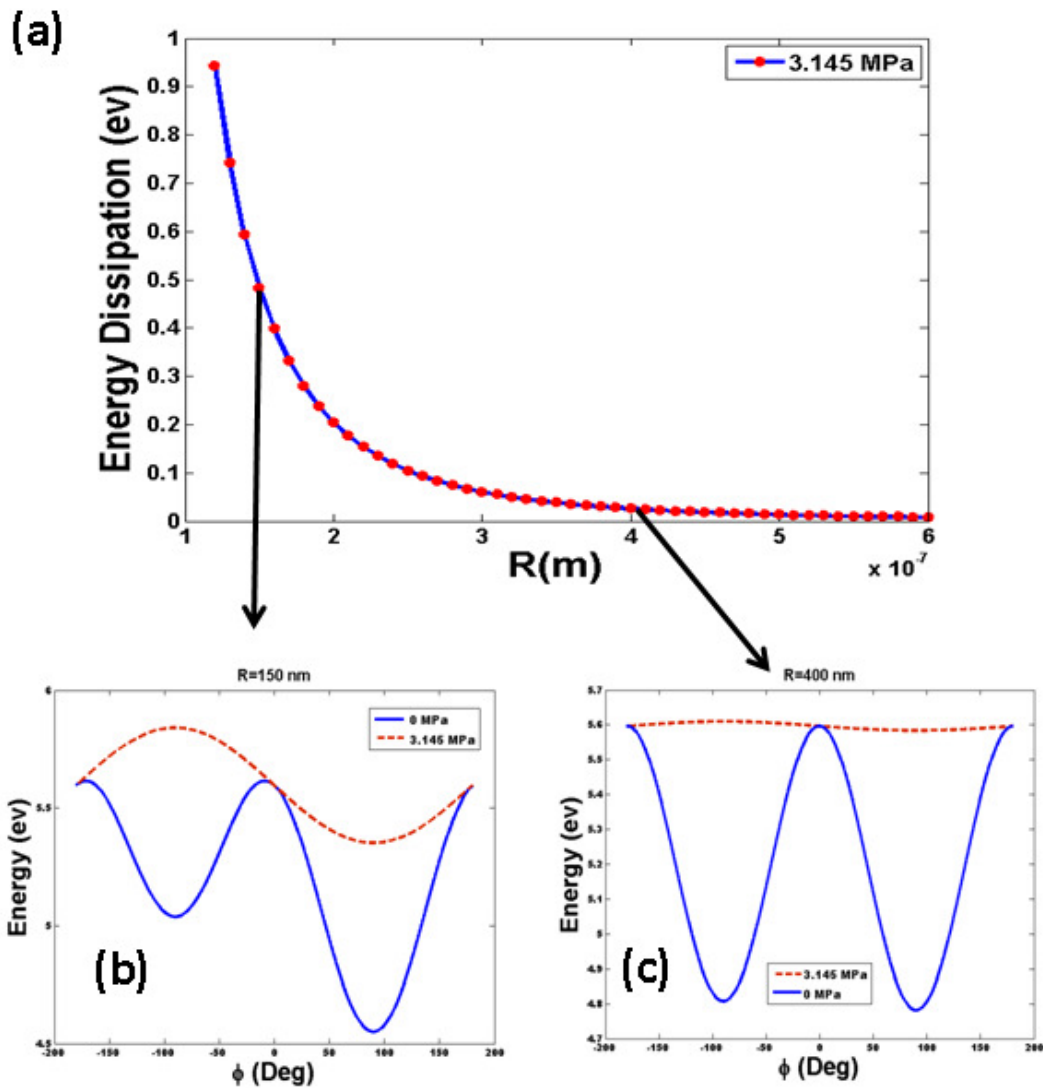 (a)
3.145 MPa
Energy Dissipation (ev)
1
0.9
0.8
0.7
0.6
0.5
0.4
0.3
0.2
0.1
0
1 2 3 4 5 6
R(m)
x 10^-7
R=150 nm
6
5.5
5
4.5
Energy (ev)
0 MPa
3.145 MPa
(b)
-200 -150 -100 -50 0 50 100 150 200
ϕ (Deg)
R=400 nm
5.7
5.6
5.5
5.4
5.3
5.2
5.1
5
4.9
4.8
4.7
Energy (ev)
(c)
3.145 MPa
0 MPa
-200 -150 -100 -50 0 50 100 150 200
ϕ (Deg)